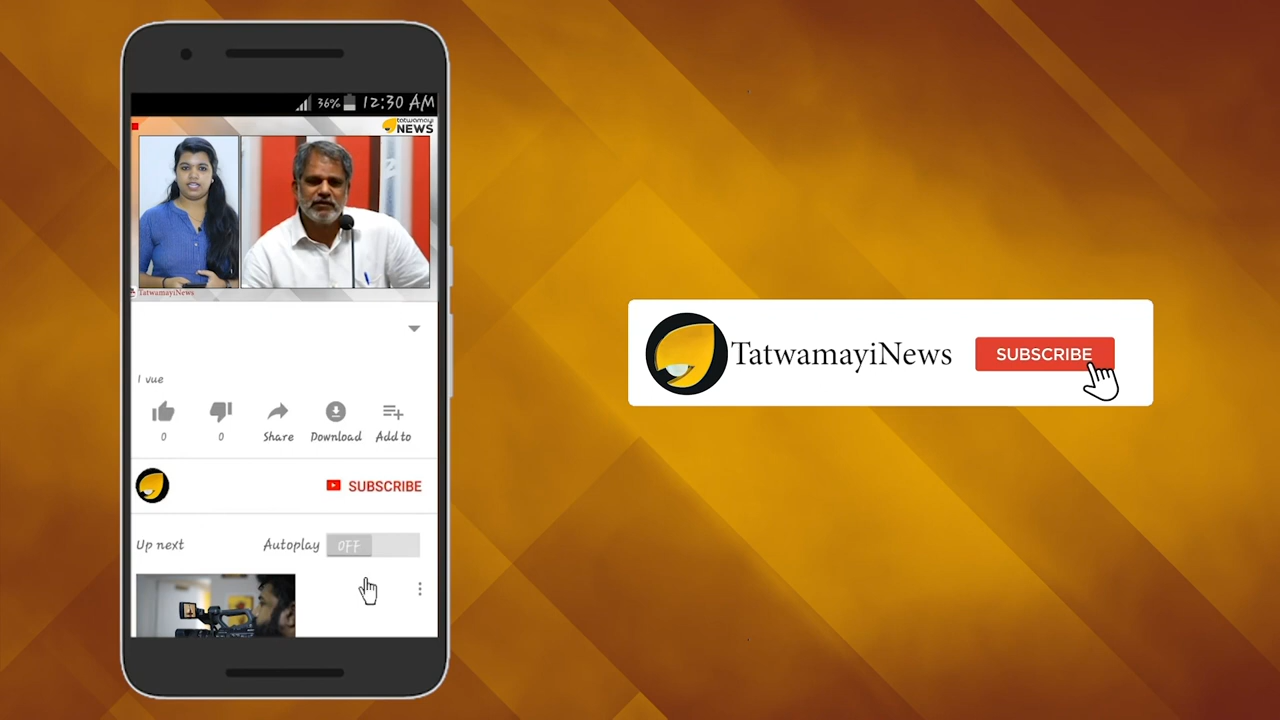 36% 12:30 AM
tatwamayi
NEWS
TatwamayiNews
1 vue
0 0 Share Download Add to
SUBSCRIBE
Up next Autoplay OFF
TatwamayiNews SUBSCRIBE